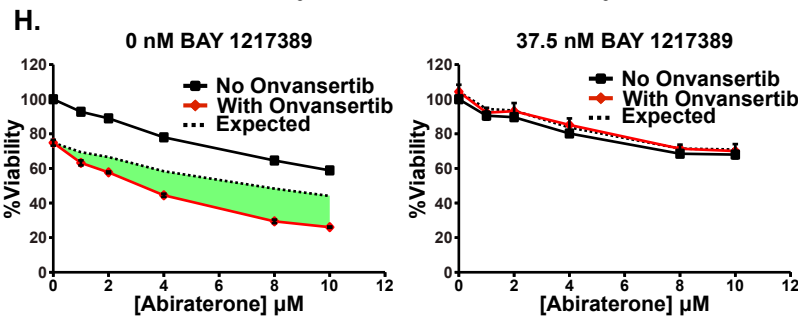 H.
0 nM BAY 1217389
37.5 nM BAY 1217389
120
100
80
60
40
20
0
%Viability
No Onvansertib
With Onvansertib
Expected
0 2 4 6 8 10 12
[Abiraterone] µM
120
100
80
60
40
20
0
%Viability
No Onvansertib
With Onvansertib
Expected
0 2 4 6 8 10 12
[Abiraterone] µM